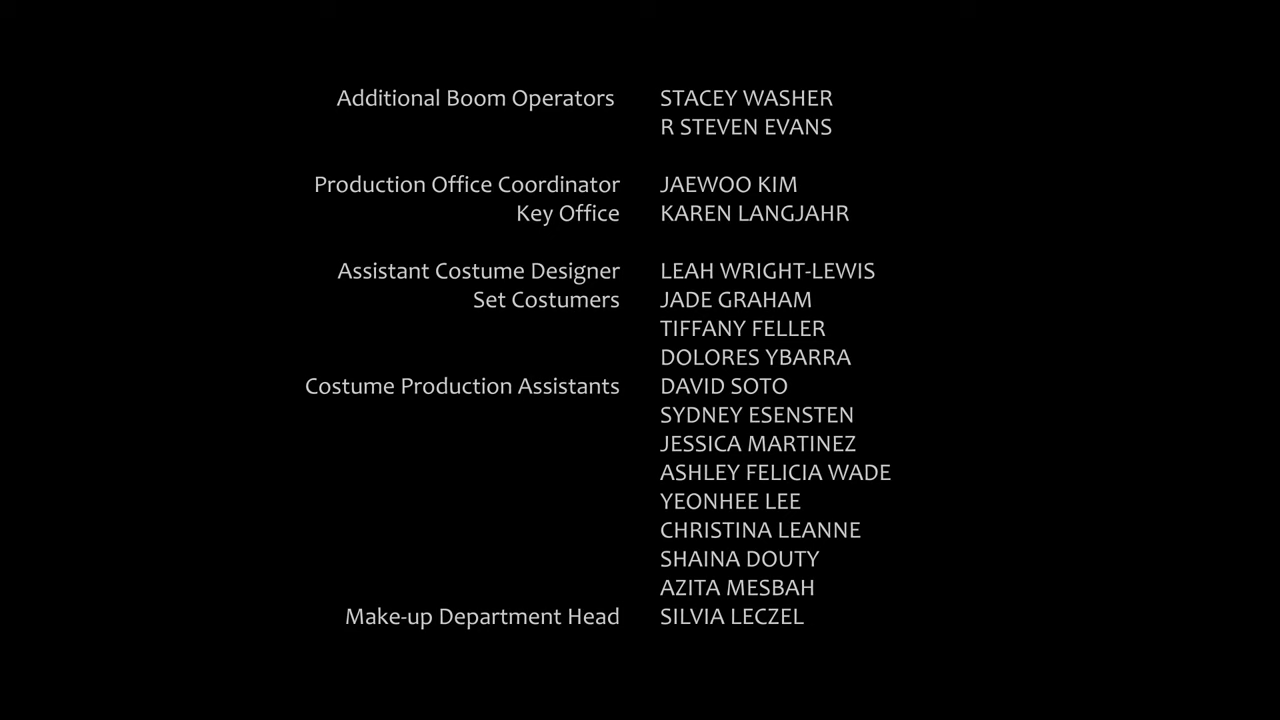 Additional Boom Operators STACEY WASHER
R STEVEN EVANS
Production Office Coordinator JAEWOO KIM
Key Office KAREN LANGJAHR
Assistant Costume Designer LEAH WRIGHT-LEWIS
Set Costumers JADE GRAHAM
TIFFANY FELLER
DOLORES YBARRA
Costume Production Assistants DAVID SOTO
SYDNEY ESENSTEN
JESSICA MARTINEZ
ASHLEY FELICIA WADE
YEONHEE LEE
CHRISTINA LEANNE
SHAINA DOUTY
AZITA MESBAH
Make-up Department Head SILVIA LECZEL